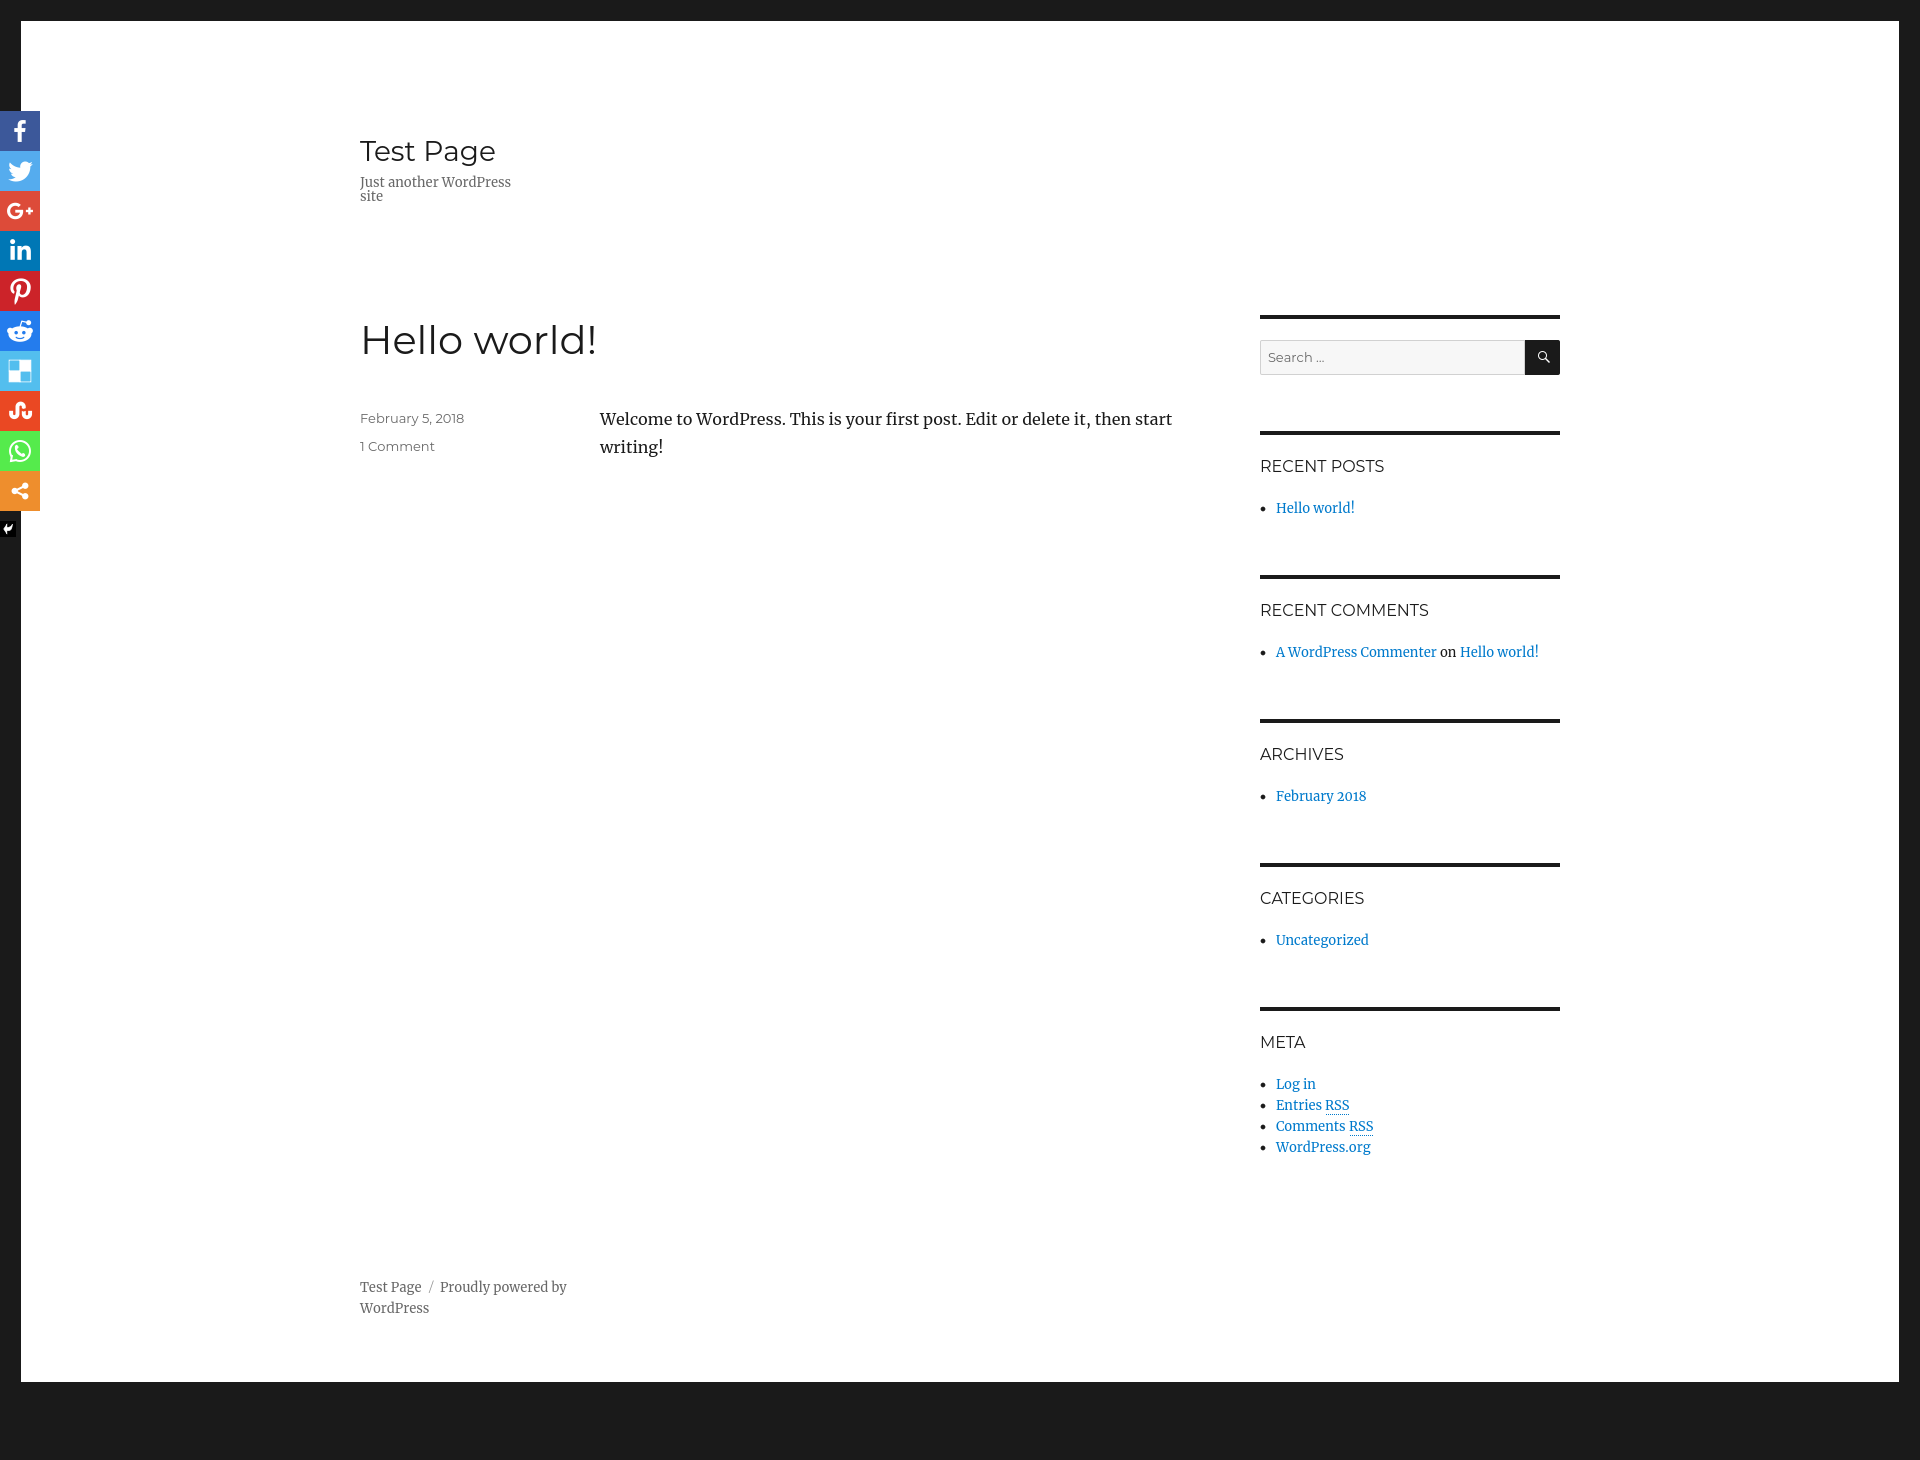 Test Page
Just another WordPress
site
Hello world!
February 5, 2018
1 Comment
Welcome to WordPress. This is your first post. Edit or delete it, then start
writing!
Search …
RECENT POSTS
Hello world!
RECENT COMMENTS
A WordPress Commenter on Hello world!
ARCHIVES
February 2018
CATEGORIES
Uncategorized
META
Log in
Entries RSS
Comments RSS
WordPress.org
Test Page / Proudly powered by
WordPress